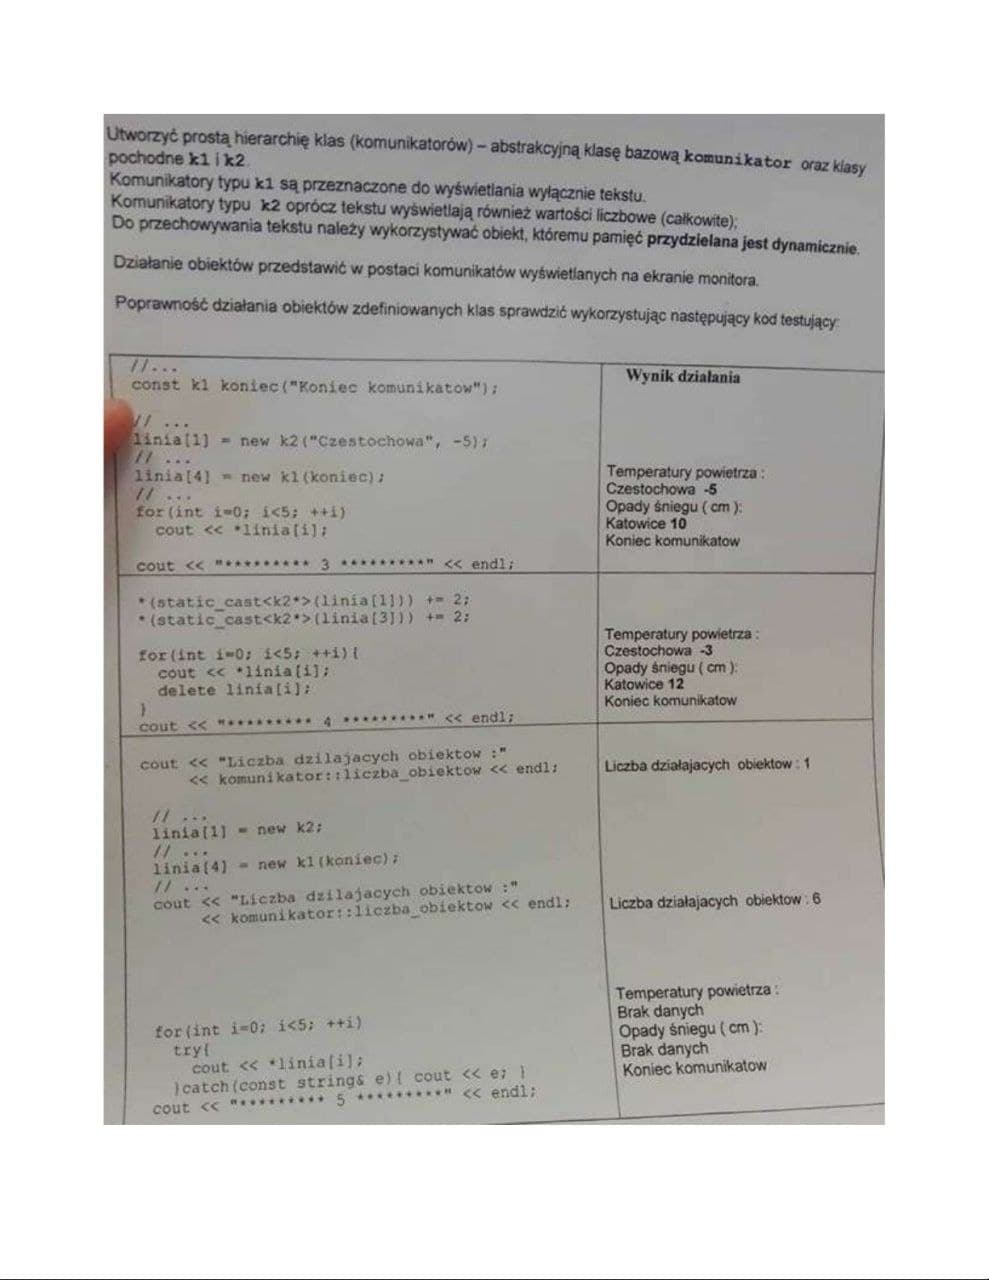 Utworzyć prostą hierarchię klas (komunikatorów) – abstrakcyjną klasę bazową komunikator oraz klasy
pochodne k1 i k2.
Komunikatory typu k1 są przeznaczone do wyświetlania wyłącznie tekstu.
Komunikatory typu k2 oprócz tekstu wyświetlają również wartości liczbowe (całkowite);
Do przechowywania tekstu należy wykorzystywać obiekt, któremu pamięć przydzielana jest dynamicznie.
Działanie obiektów przedstawić w postaci komunikatów wyświetlanych na ekranie monitora.
Poprawność działania obiektów zdefiniowanych klas sprawdzić wykorzystując następujący kod testujący:
//...
const k1 koniec("Koniec komunikatow");
// ...
linia[1] = new k2("Czestochowa", -5);
// ...
linia[4] = new k1(koniec);
// ...
for(int i=0; i<5; ++i)
cout << *linia[i];
cout << "********* 3 *********" << endl;
Wynik działania
Temperatury powietrza :
Czestochowa -5
Opady śniegu ( cm ):
Katowice 10
Koniec komunikatow
*(static_cast<k2*>(linia[1])) += 2;
*(static_cast<k2*>(linia[3])) += 2;
for(int i=0; i<5; ++i){
cout << *linia[i];
delete linia[i];
}
cout << "********* 4 *********" << endl;
Temperatury powietrza :
Czestochowa -3
Opady śniegu ( cm ):
Katowice 12
Koniec komunikatow
cout << "Liczba dzilajacych obiektow :"
<< komunikator::liczba_obiektow << endl;
// ...
linia[1] = new k2;
// ...
linia[4] = new k1(koniec);
// ...
cout << "Liczba dzilajacych obiektow :"
<< komunikator::liczba_obiektow << endl;
for(int i=0; i<5; ++i)
try{
cout << *linia[i];
}catch(const string& e){ cout << e; }
cout << "********* 5 *********" << endl;
Liczba działajacych obiektow : 1
Liczba działajacych obiektow : 6
Temperatury powietrza :
Brak danych
Opady śniegu ( cm ):
Brak danych
Koniec komunikatow